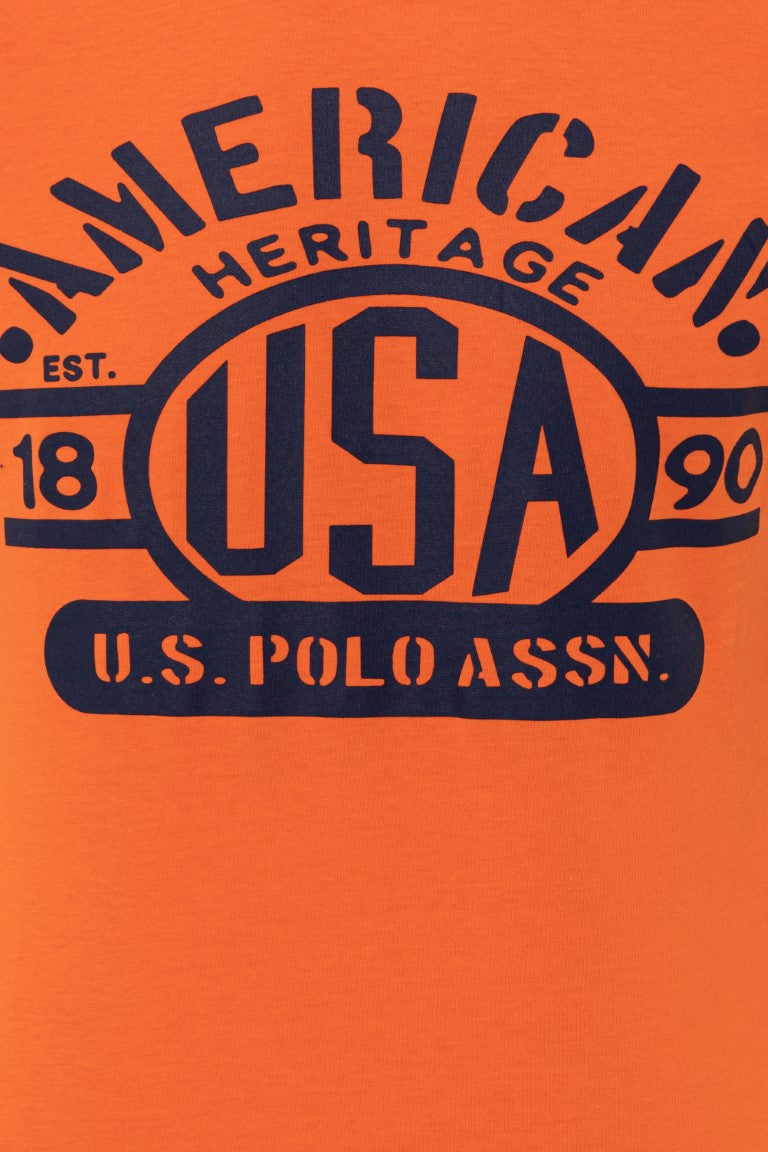 AMERICAN
HERITAGE
EST.
18 USA 90
U.S. POLO ASSN.